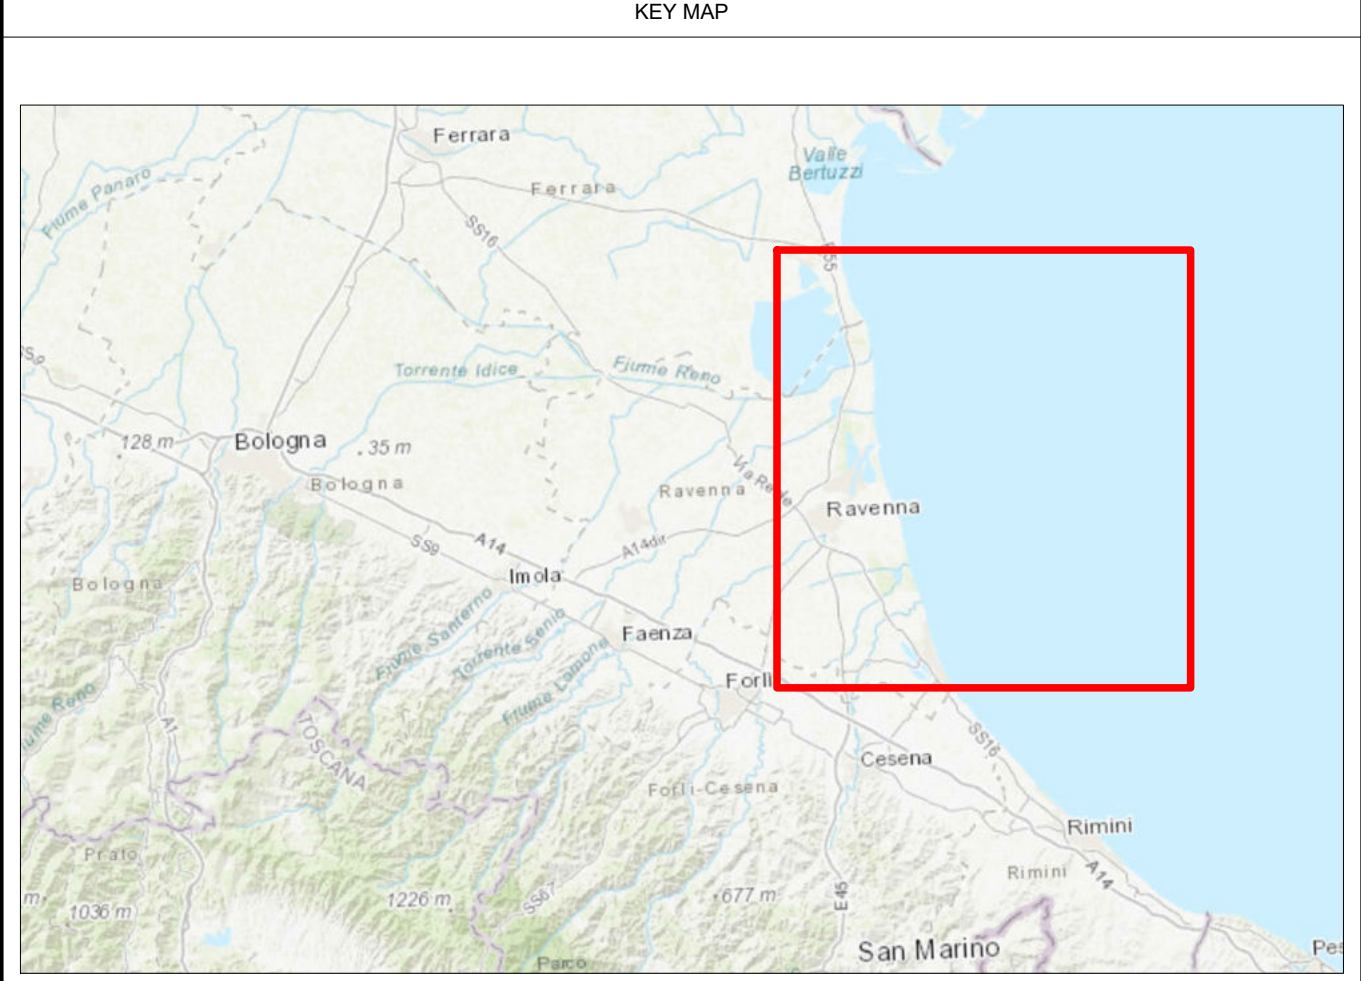 KEY MAP
Ferrara
Valle
Bertuzzi
Fiume Panaro
Ferrara
SS16
Torrente Idice
Fiume Reno
128 m
Bologna
35 m
Bologna
Ravenna
Via Reale
Ravenna
SS9
A14
A14dir
Imola
Bologna
Fiume Santerno
Torrente Senio
Faenza
Fiume Lamone
Forlì
A1
TOSCANA
SS16
Cesena
Forlì-Cesena
Rimini
Prato
Rimini
A14
1036 m
1226 m
SS67
677 m
E45
San Marino
Parco